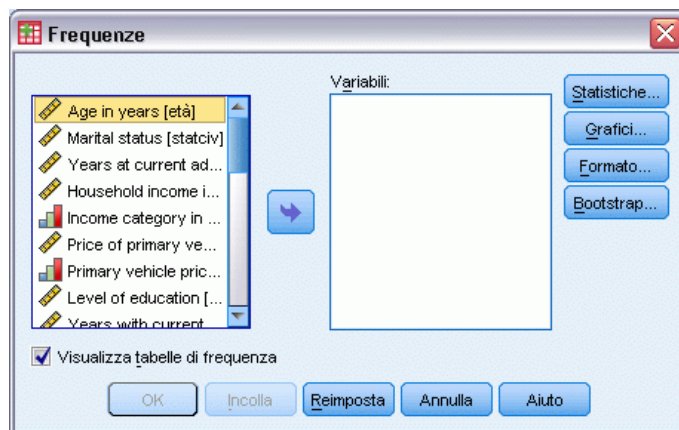 Frequenze
Variabili:
Age in years [età]
Marital status [statciv]
Years at current ad...
Household income i...
Income category in ...
Price of primary ve...
Primary vehicle pric...
Level of education [...
Years with current
Statistiche...
Grafici...
Formato...
Bootstrap...
Visualizza tabelle di frequenza
OK
Incolla
Reimposta
Annulla
Aiuto